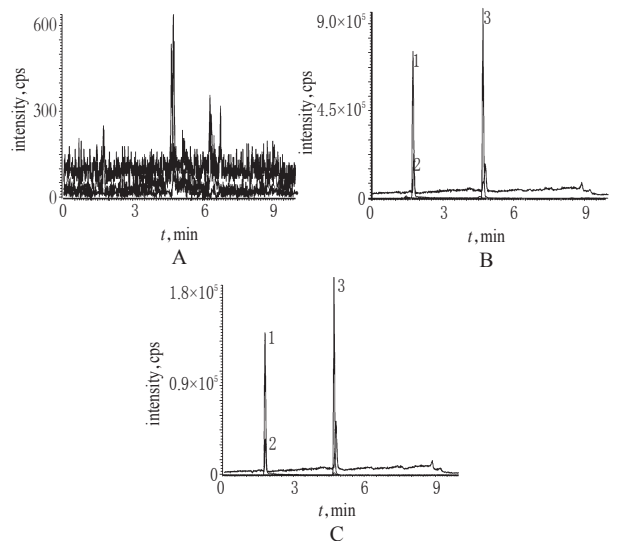 600
300
0
0 3 6 9
intensity,cps
t,min
A
9.0×10⁵
4.5×10⁵
0
0 3 6 9
intensity,cps
1
2
3
t,min
B
1.8×10⁵
0.9×10⁵
0
0 3 6 9
intensity,cps
1
2
3
t,min
C